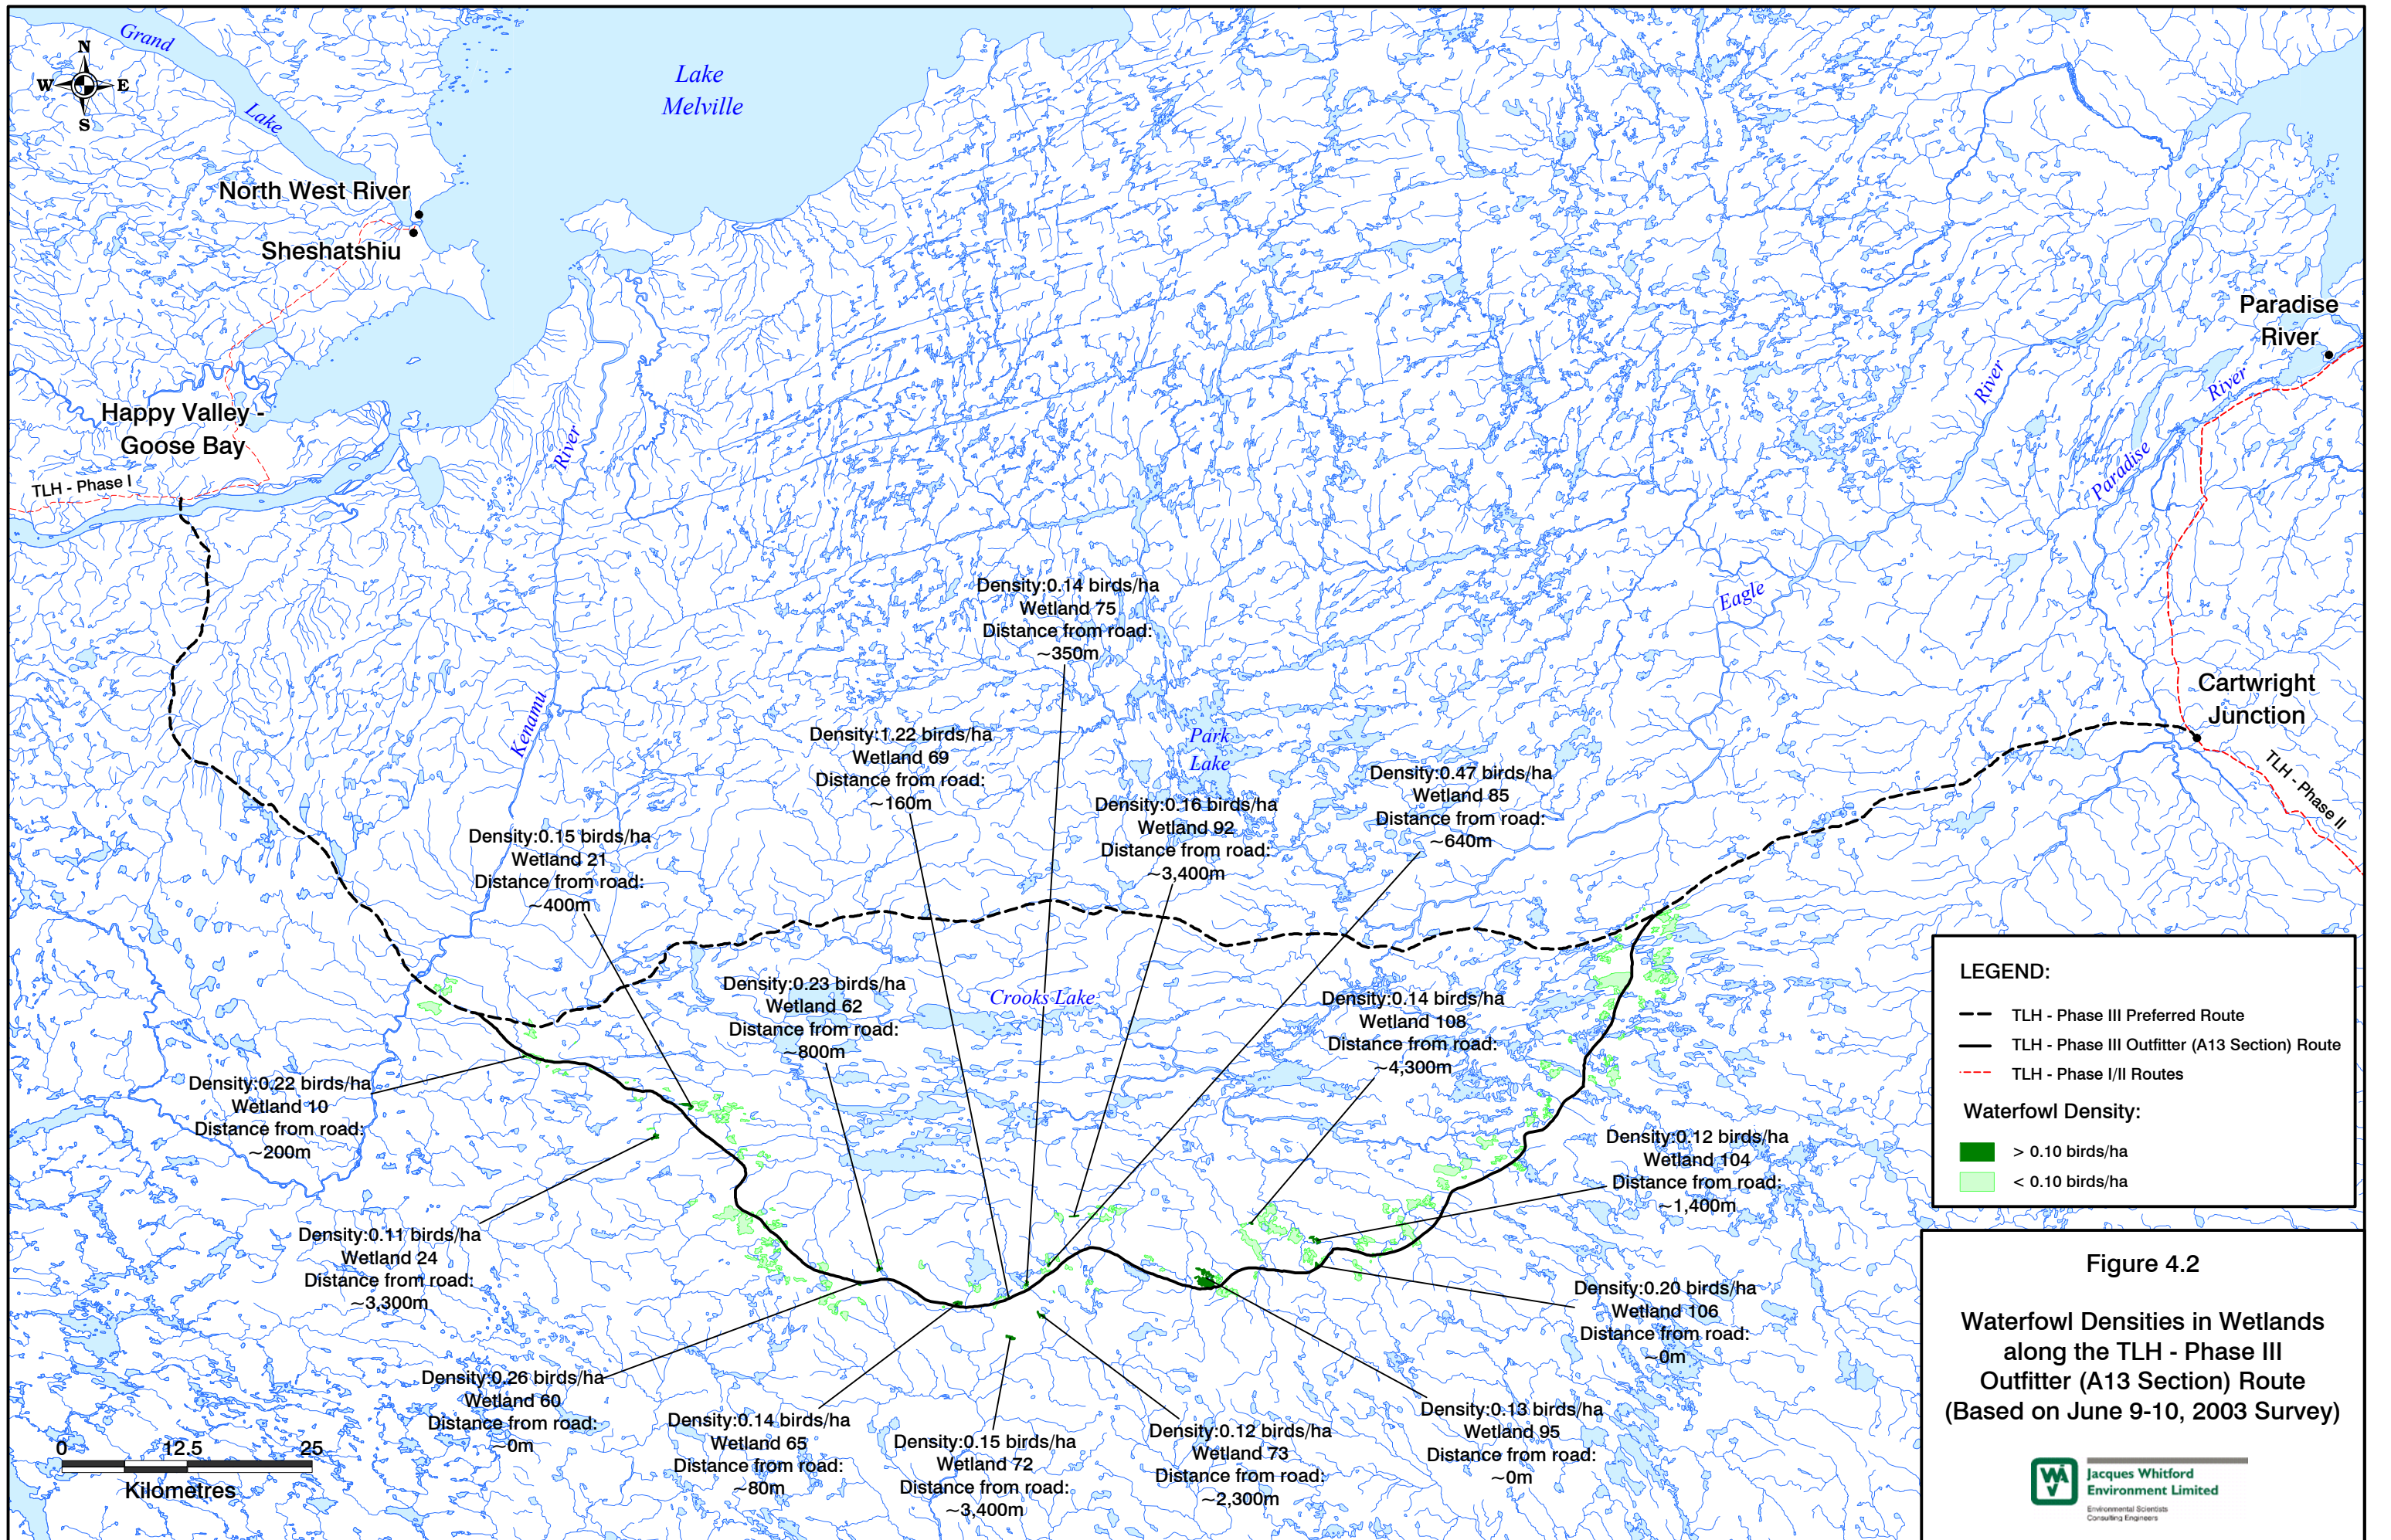 Grand
Lake
N
W
E
S
Lake
Melville
North West River
Sheshatshiu
Happy Valley -
Goose Bay
TLH - Phase I
River
Kenamu
Paradise
River
River
Paradise
River
Eagle
Cartwright
Junction
TLH - Phase II
Park
Lake
Crooks Lake
Density:0.14 birds/ha
Wetland 75
Distance from road:
~350m
Density:1.22 birds/ha
Wetland 69
Distance from road:
~160m
Density:0.16 birds/ha
Wetland 92
Distance from road:
~3,400m
Density:0.47 birds/ha
Wetland 85
Distance from road:
~640m
Density:0.15 birds/ha
Wetland 21
Distance from road:
~400m
Density:0.23 birds/ha
Wetland 62
Distance from road:
~800m
Density:0.14 birds/ha
Wetland 108
Distance from road:
~4,300m
Density:0.22 birds/ha
Wetland 10
Distance from road:
~200m
Density:0.12 birds/ha
Wetland 104
Distance from road:
~1,400m
Density:0.11 birds/ha
Wetland 24
Distance from road:
~3,300m
Density:0.20 birds/ha
Wetland 106
Distance from road:
~0m
Density:0.26 birds/ha
Wetland 60
Distance from road:
~0m
Density:0.14 birds/ha
Wetland 65
Distance from road:
~80m
Density:0.15 birds/ha
Wetland 72
Distance from road:
~3,400m
Density:0.12 birds/ha
Wetland 73
Distance from road:
~2,300m
Density:0.13 birds/ha
Wetland 95
Distance from road:
~0m
0 12.5 25
Kilometres
LEGEND:
TLH - Phase III Preferred Route
TLH - Phase III Outfitter (A13 Section) Route
TLH - Phase I/II Routes
Waterfowl Density:
> 0.10 birds/ha
< 0.10 birds/ha
Figure 4.2
Waterfowl Densities in Wetlands
along the TLH - Phase III
Outfitter (A13 Section) Route
(Based on June 9-10, 2003 Survey)
Jacques Whitford
Environment Limited
Environmental Scientists
Consulting Engineers